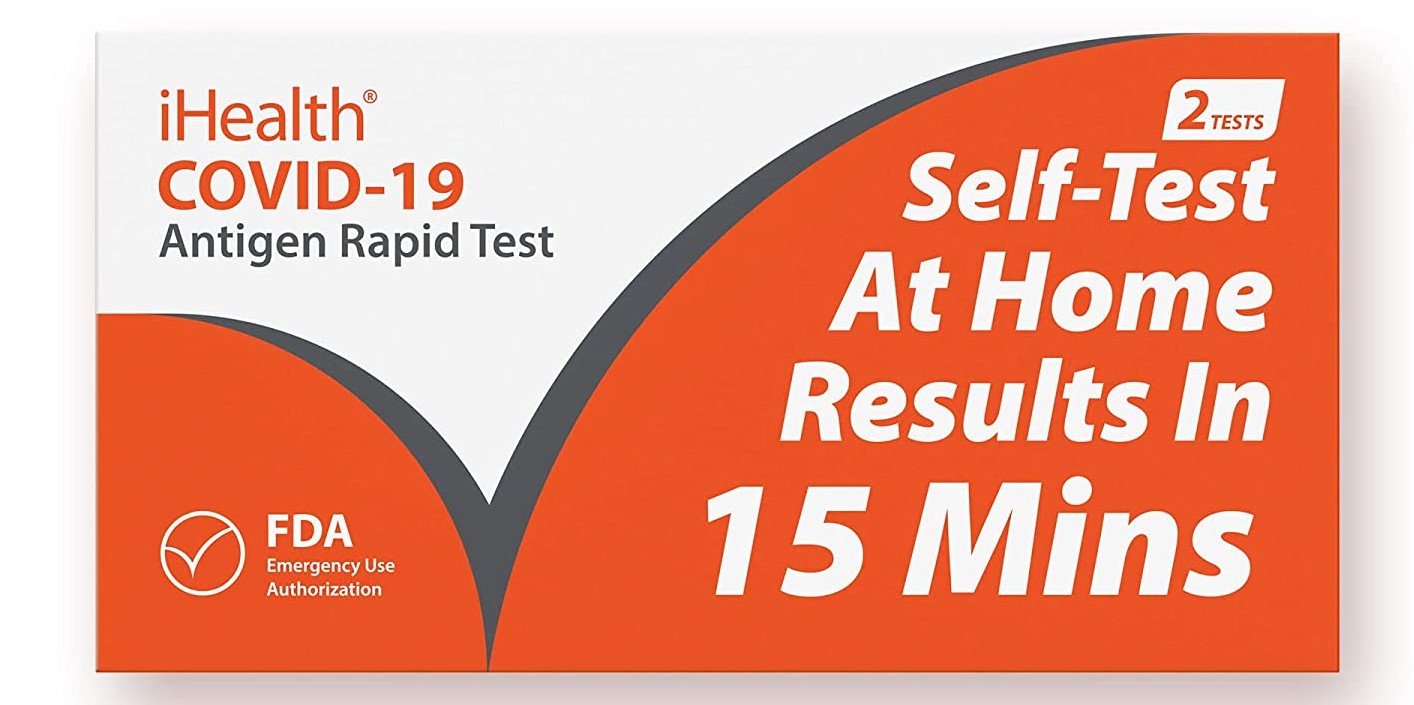 iHealth®
COVID-19
Antigen Rapid Test
2 TESTS
Self-Test
At Home
Results In
15 Mins
FDA
Emergency Use
Authorization